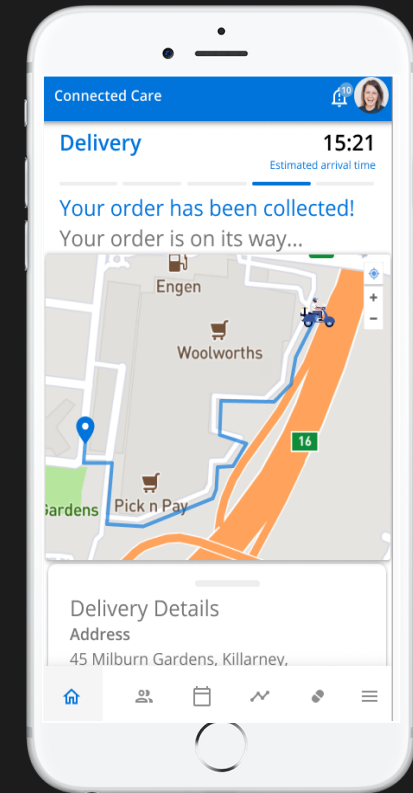 Connected Care
10
Delivery
15:21
Estimated arrival time
Your order has been collected!
Your order is on its way...
Engen
Woolworths
16
Pick n Pay
Gardens
Delivery Details
Address
45 Milburn Gardens, Killarney,